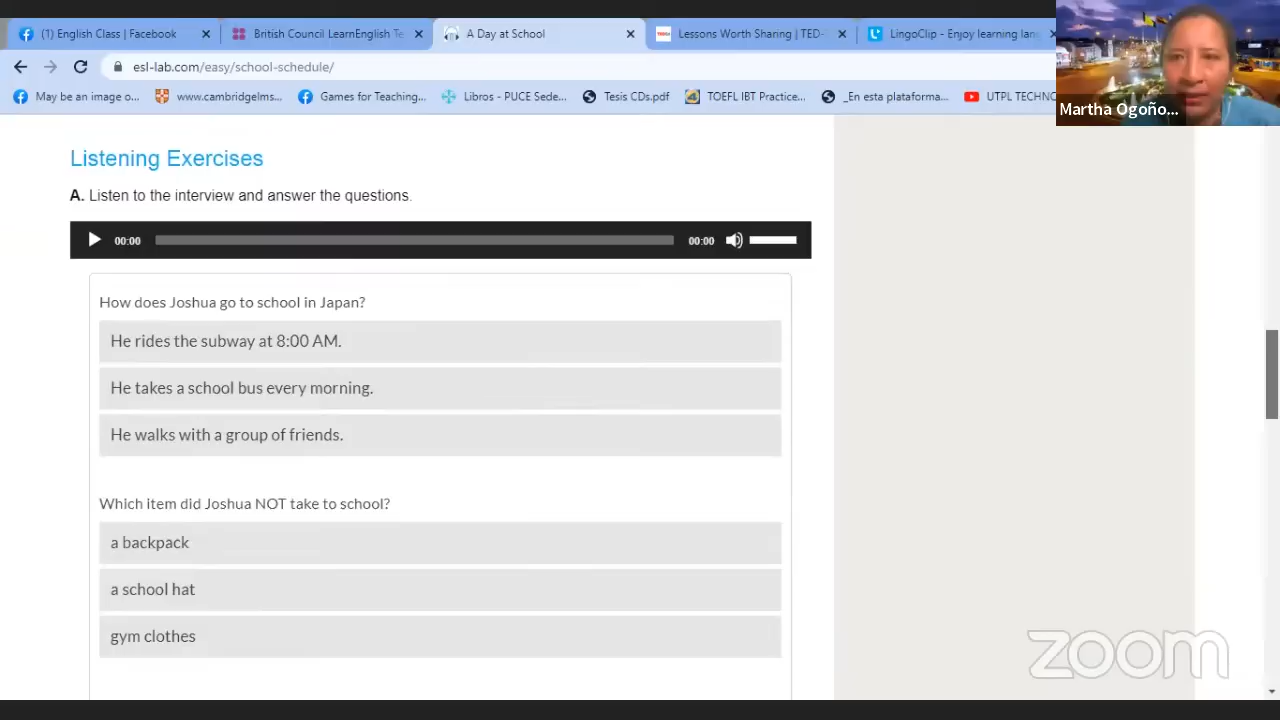 (1) English Class | Facebook
British Council LearnEnglish Te
A Day at School
TEDEd
Lessons Worth Sharing | TED-
LingoClip - Enjoy learning lan
esl-lab.com/easy/school-schedule/
May be an image o...
www.cambridgelms...
Games for Teaching...
Libros - PUCE Sede...
Tesis CDs.pdf
TOEFL IBT Practice...
_En esta plataforma...
UTPL TECHNO
Martha Ogoño...
Listening Exercises
A. Listen to the interview and answer the questions.
00:00
00:00
How does Joshua go to school in Japan?
He rides the subway at 8:00 AM.
He takes a school bus every morning.
He walks with a group of friends.
Which item did Joshua NOT take to school?
a backpack
a school hat
gym clothes
zoom